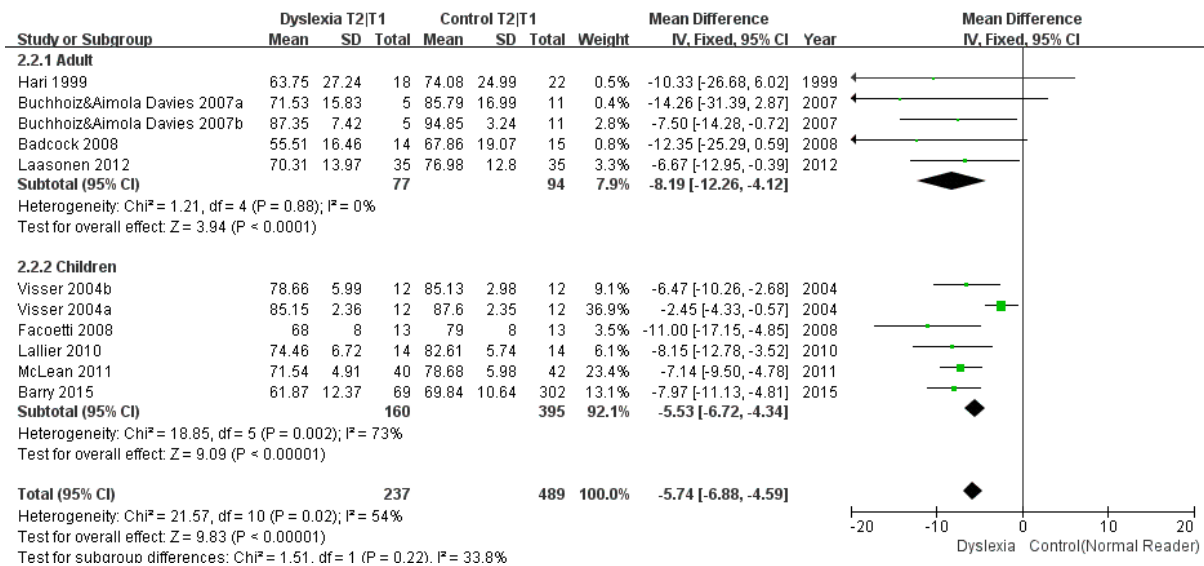 Dyslexia T2|T1 Control T2|T1 Mean Difference Mean Difference
Study or Subgroup Mean SD Total Mean SD Total Weight IV, Fixed, 95% CI Year IV, Fixed, 95% CI
2.2.1 Adult
Hari 1999 63.75 27.24 18 74.08 24.99 22 0.5% -10.33 [-26.68, 6.02] 1999
Buchhoiz&Aimola Davies 2007a 71.53 15.83 5 85.79 16.99 11 0.4% -14.26 [-31.39, 2.87] 2007
Buchhoiz&Aimola Davies 2007b 87.35 7.42 5 94.85 3.24 11 2.8% -7.50 [-14.28, -0.72] 2007
Badcock 2008 55.51 16.46 14 67.86 19.07 15 0.8% -12.35 [-25.29, 0.59] 2008
Laasonen 2012 70.31 13.97 35 76.98 12.8 35 3.3% -6.67 [-12.95, -0.39] 2012
Subtotal (95% CI) 77 94 7.9% -8.19 [-12.26, -4.12]
Heterogeneity: Chi² = 1.21, df = 4 (P = 0.88); I² = 0%
Test for overall effect: Z = 3.94 (P < 0.0001)
2.2.2 Children
Visser 2004b 78.66 5.99 12 85.13 2.98 12 9.1% -6.47 [-10.26, -2.68] 2004
Visser 2004a 85.15 2.36 12 87.6 2.35 12 36.9% -2.45 [-4.33, -0.57] 2004
Facoetti 2008 68 8 13 79 8 13 3.5% -11.00 [-17.15, -4.85] 2008
Lallier 2010 74.46 6.72 14 82.61 5.74 14 6.1% -8.15 [-12.78, -3.52] 2010
McLean 2011 71.54 4.91 40 78.68 5.98 42 23.4% -7.14 [-9.50, -4.78] 2011
Barry 2015 61.87 12.37 69 69.84 10.64 302 13.1% -7.97 [-11.13, -4.81] 2015
Subtotal (95% CI) 160 395 92.1% -5.53 [-6.72, -4.34]
Heterogeneity: Chi² = 18.85, df = 5 (P = 0.002); I² = 73%
Test for overall effect: Z = 9.09 (P < 0.00001)
Total (95% CI) 237 489 100.0% -5.74 [-6.88, -4.59]
Heterogeneity: Chi² = 21.57, df = 10 (P = 0.02); I² = 54%
Test for overall effect: Z = 9.83 (P < 0.00001)
Test for subgroup differences: Chi² = 1.51, df = 1 (P = 0.22), I² = 33.8%
-20 -10 0 10 20
Dyslexia Control(Normal Reader)